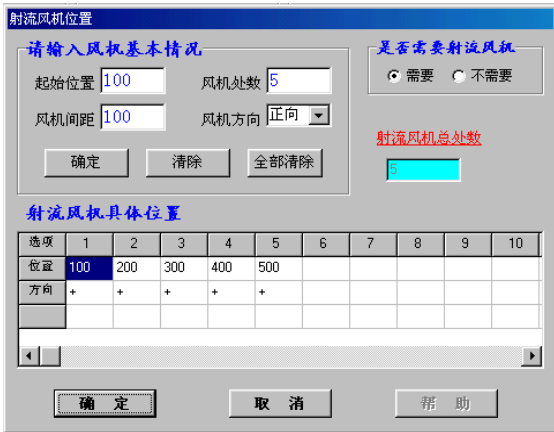 射流风机位置
请输入风机基本情况
是否需要射流风机
起始位置 100 风机处数 5
需要 不需要
风机间距 100 风机方向 正向
射流风机总处数
确定 清除 全部清除
5
射流风机具体位置
选项 1 2 3 4 5 6 7 8 9 10
位置 100 200 300 400 500
方向 + + + + +
确 定 取 消 帮 助